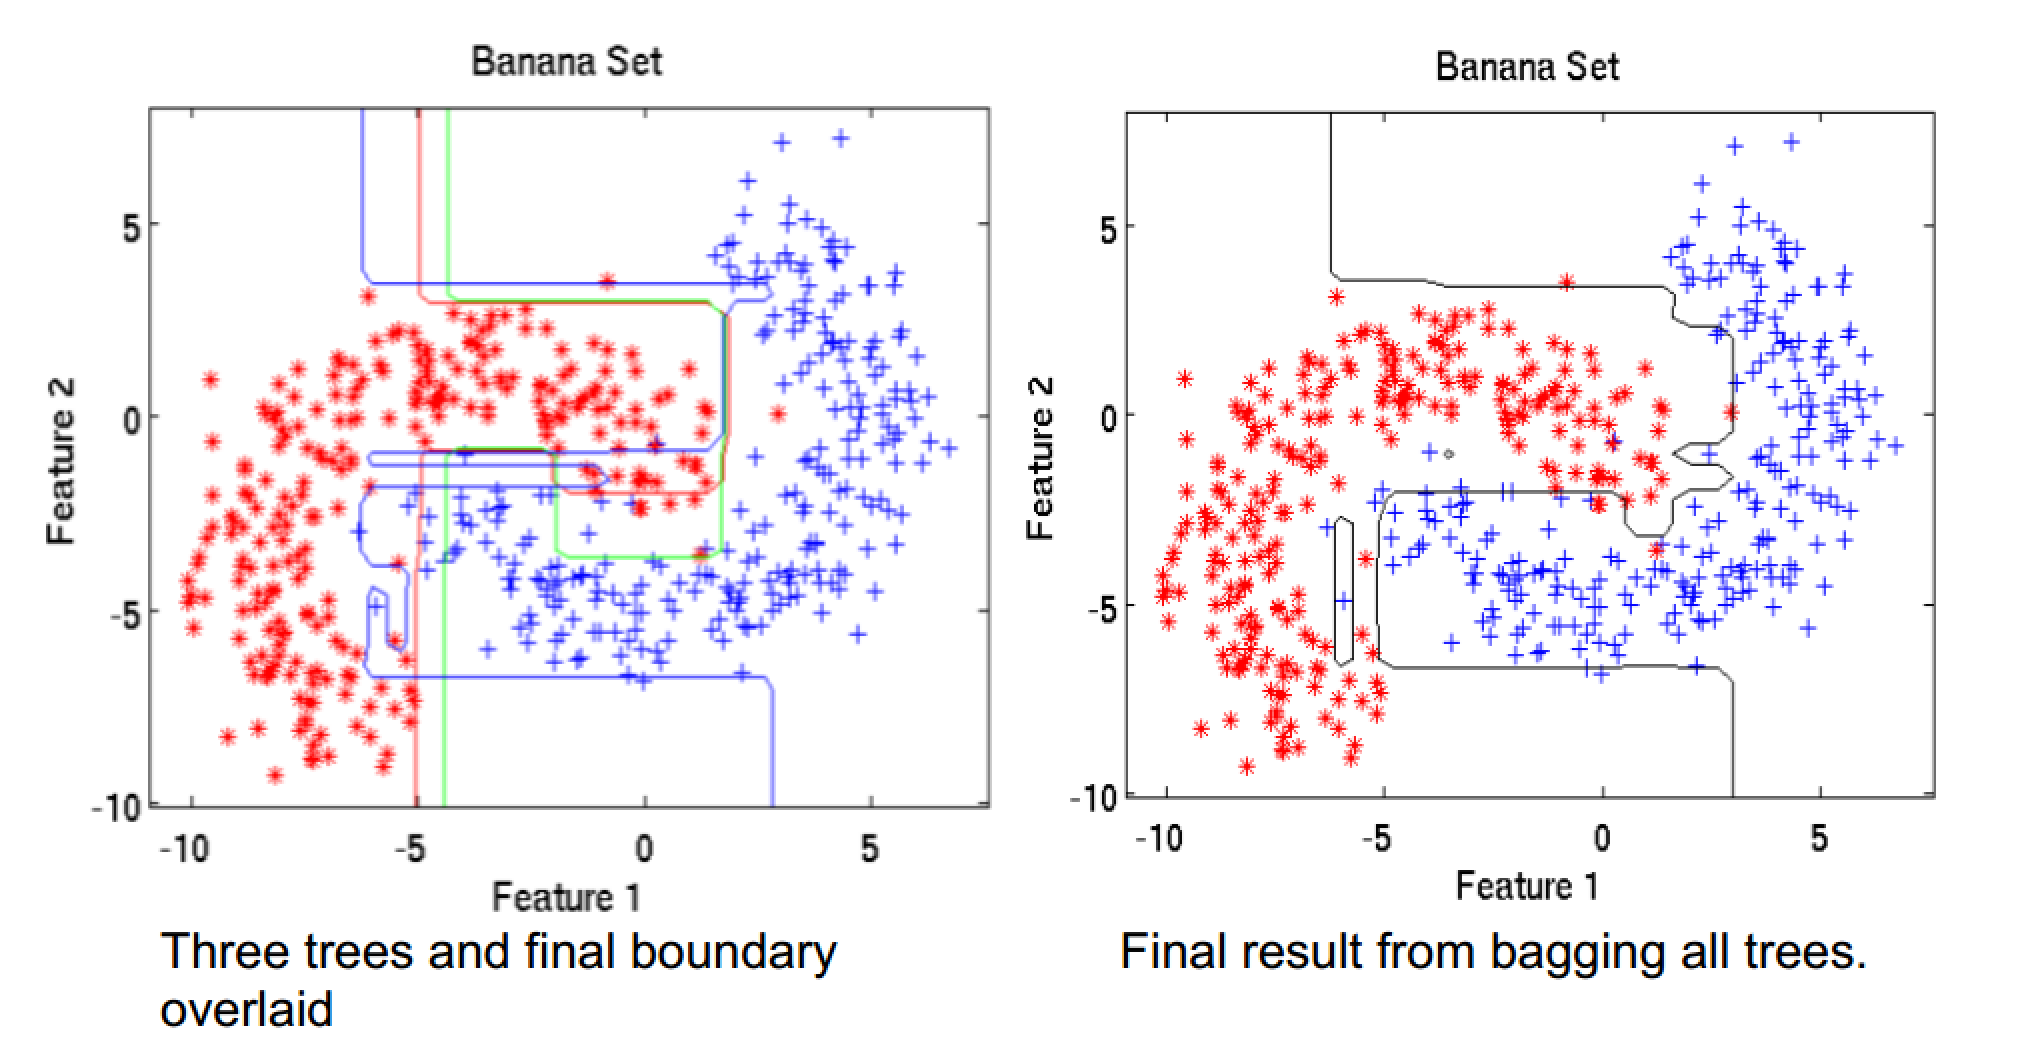 Banana Set
5
0
-5
-10
Feature 2
-10 -5 0 5
Feature 1
Three trees and final boundary
overlaid
Banana Set
5
0
-5
-10
Feature 2
-10 -5 0 5
Feature 1
Final result from bagging all trees.